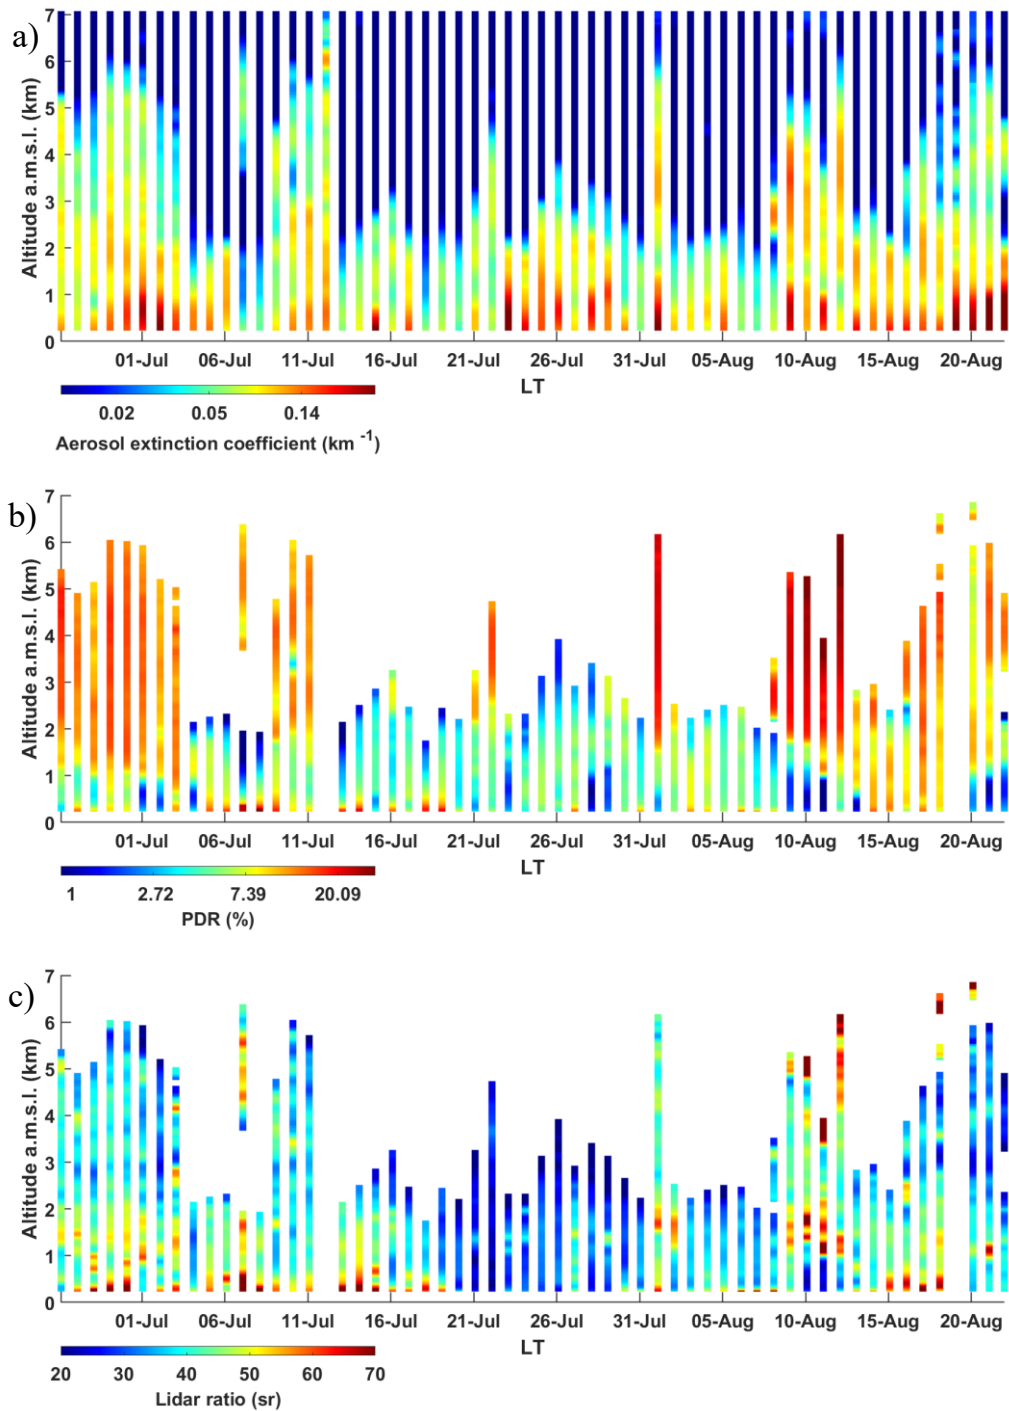 a)
7
6
5
4
3
2
1
0
Altitude a.m.s.l. (km)
01-Jul 06-Jul 11-Jul 16-Jul 21-Jul 26-Jul 31-Jul 05-Aug 10-Aug 15-Aug 20-Aug
LT
0.02 0.05 0.14
Aerosol extinction coefficient (km -1)
b)
7
6
5
4
3
2
1
0
Altitude a.m.s.l. (km)
01-Jul 06-Jul 11-Jul 16-Jul 21-Jul 26-Jul 31-Jul 05-Aug 10-Aug 15-Aug 20-Aug
LT
1 2.72 7.39 20.09
PDR (%)
c)
7
6
5
4
3
2
1
0
Altitude a.m.s.l. (km)
01-Jul 06-Jul 11-Jul 16-Jul 21-Jul 26-Jul 31-Jul 05-Aug 10-Aug 15-Aug 20-Aug
LT
20 30 40 50 60 70
Lidar ratio (sr)